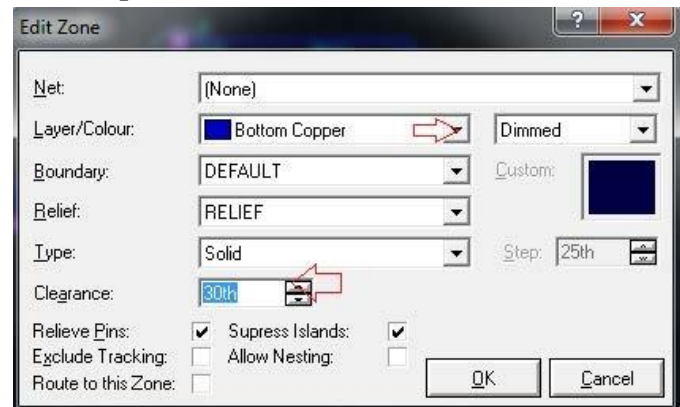 Edit Zone
Net: (None)
Layer/Colour: Bottom Copper Dimmed
Boundary: DEFAULT Custom:
Relief: RELIEF
Type: Solid Step: 25th
Clearance: 30th
Relieve Pins: Supress Islands:
Exclude Tracking: Allow Nesting:
Route to this Zone: OK Cancel